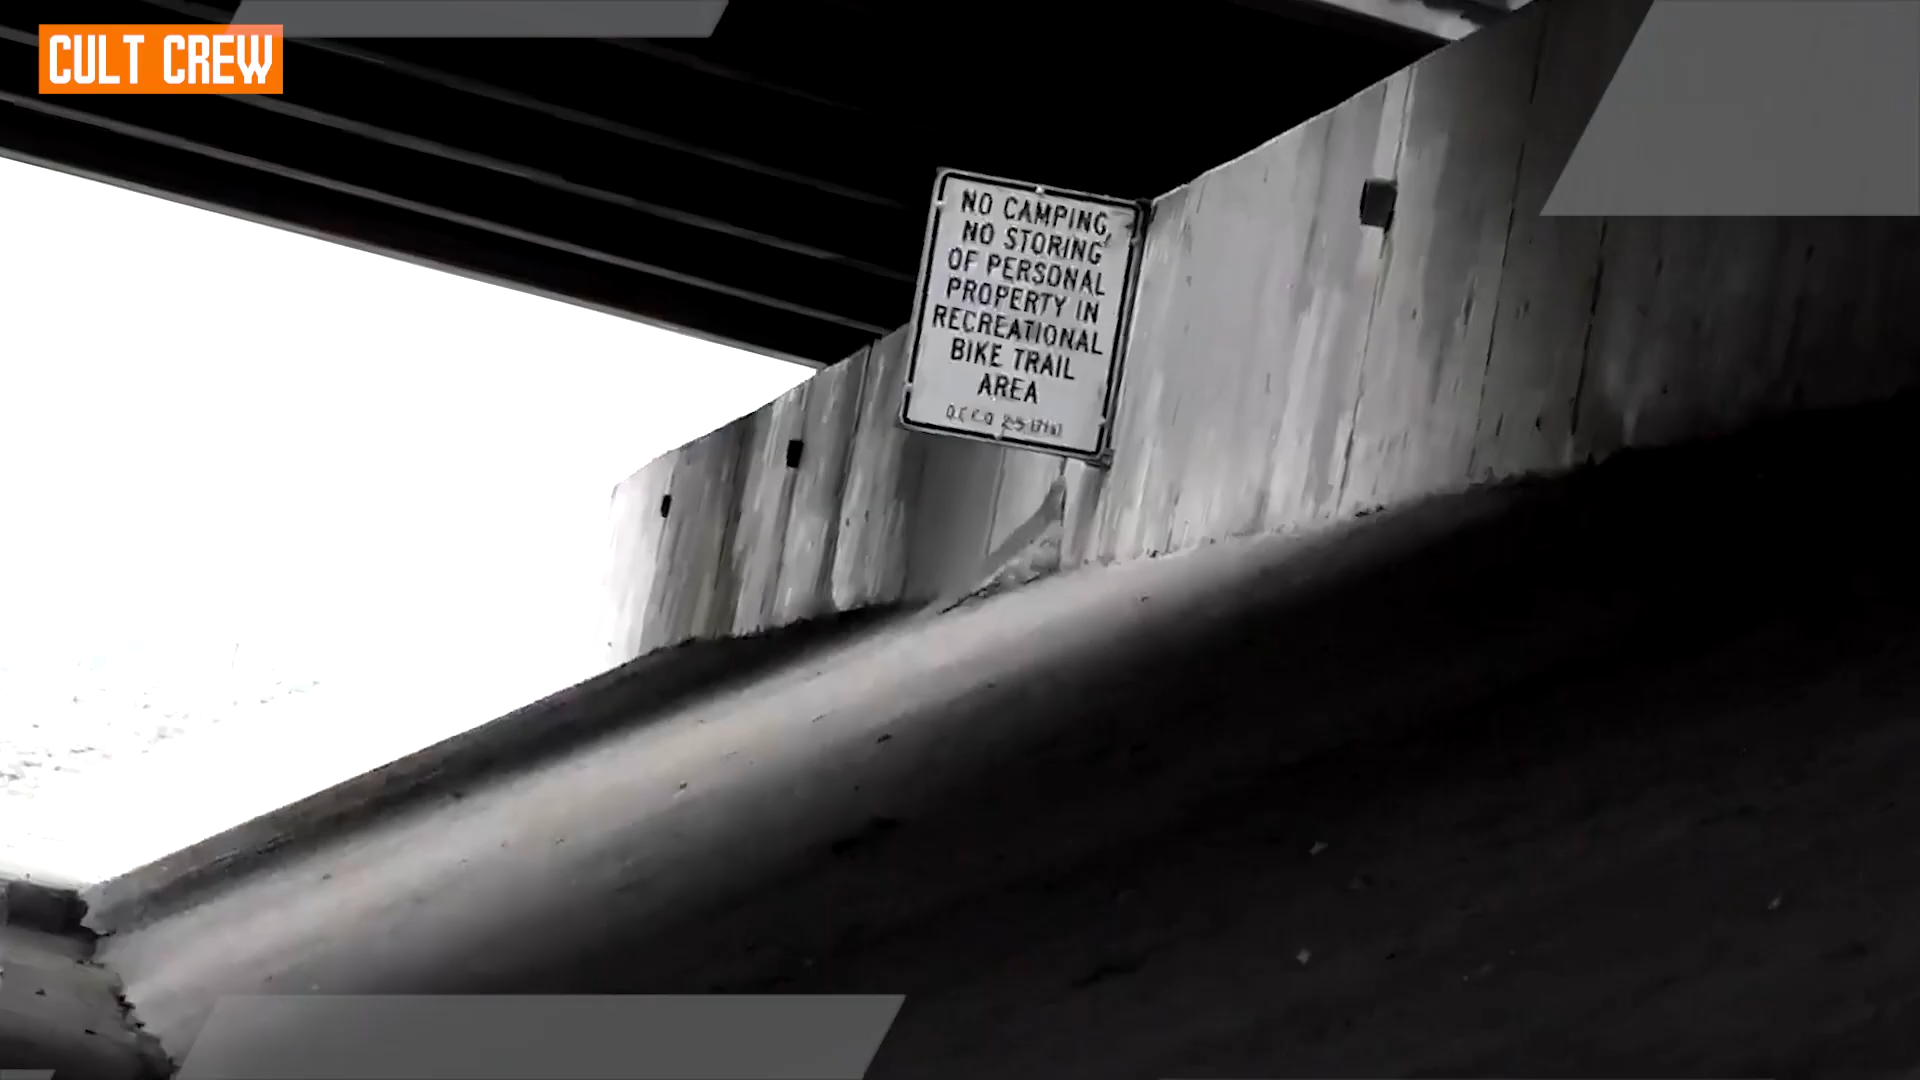 CULT CREW
NO CAMPING,
NO STORING
OF PERSONAL
PROPERTY IN
RECREATIONAL
BIKE TRAIL
AREA